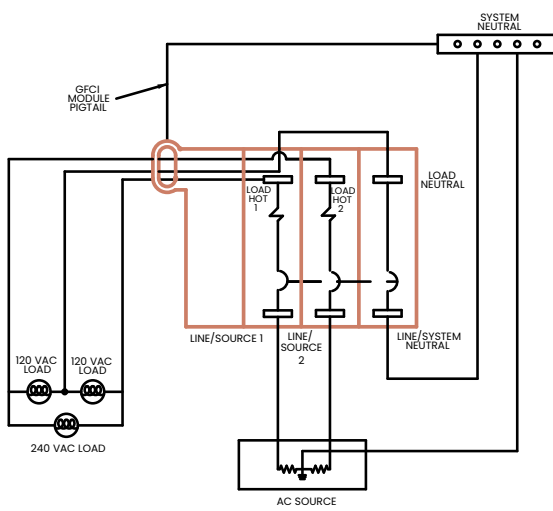 SYSTEM
NEUTRAL
GFCI
MODULE
PIGTAIL
LOAD
HOT
1
LOAD
HOT
2
LOAD
NEUTRAL
LINE/SOURCE 1
LINE/
SOURCE
2
LINE/SYSTEM
NEUTRAL
120 VAC
LOAD
120 VAC
LOAD
240 VAC LOAD
AC SOURCE